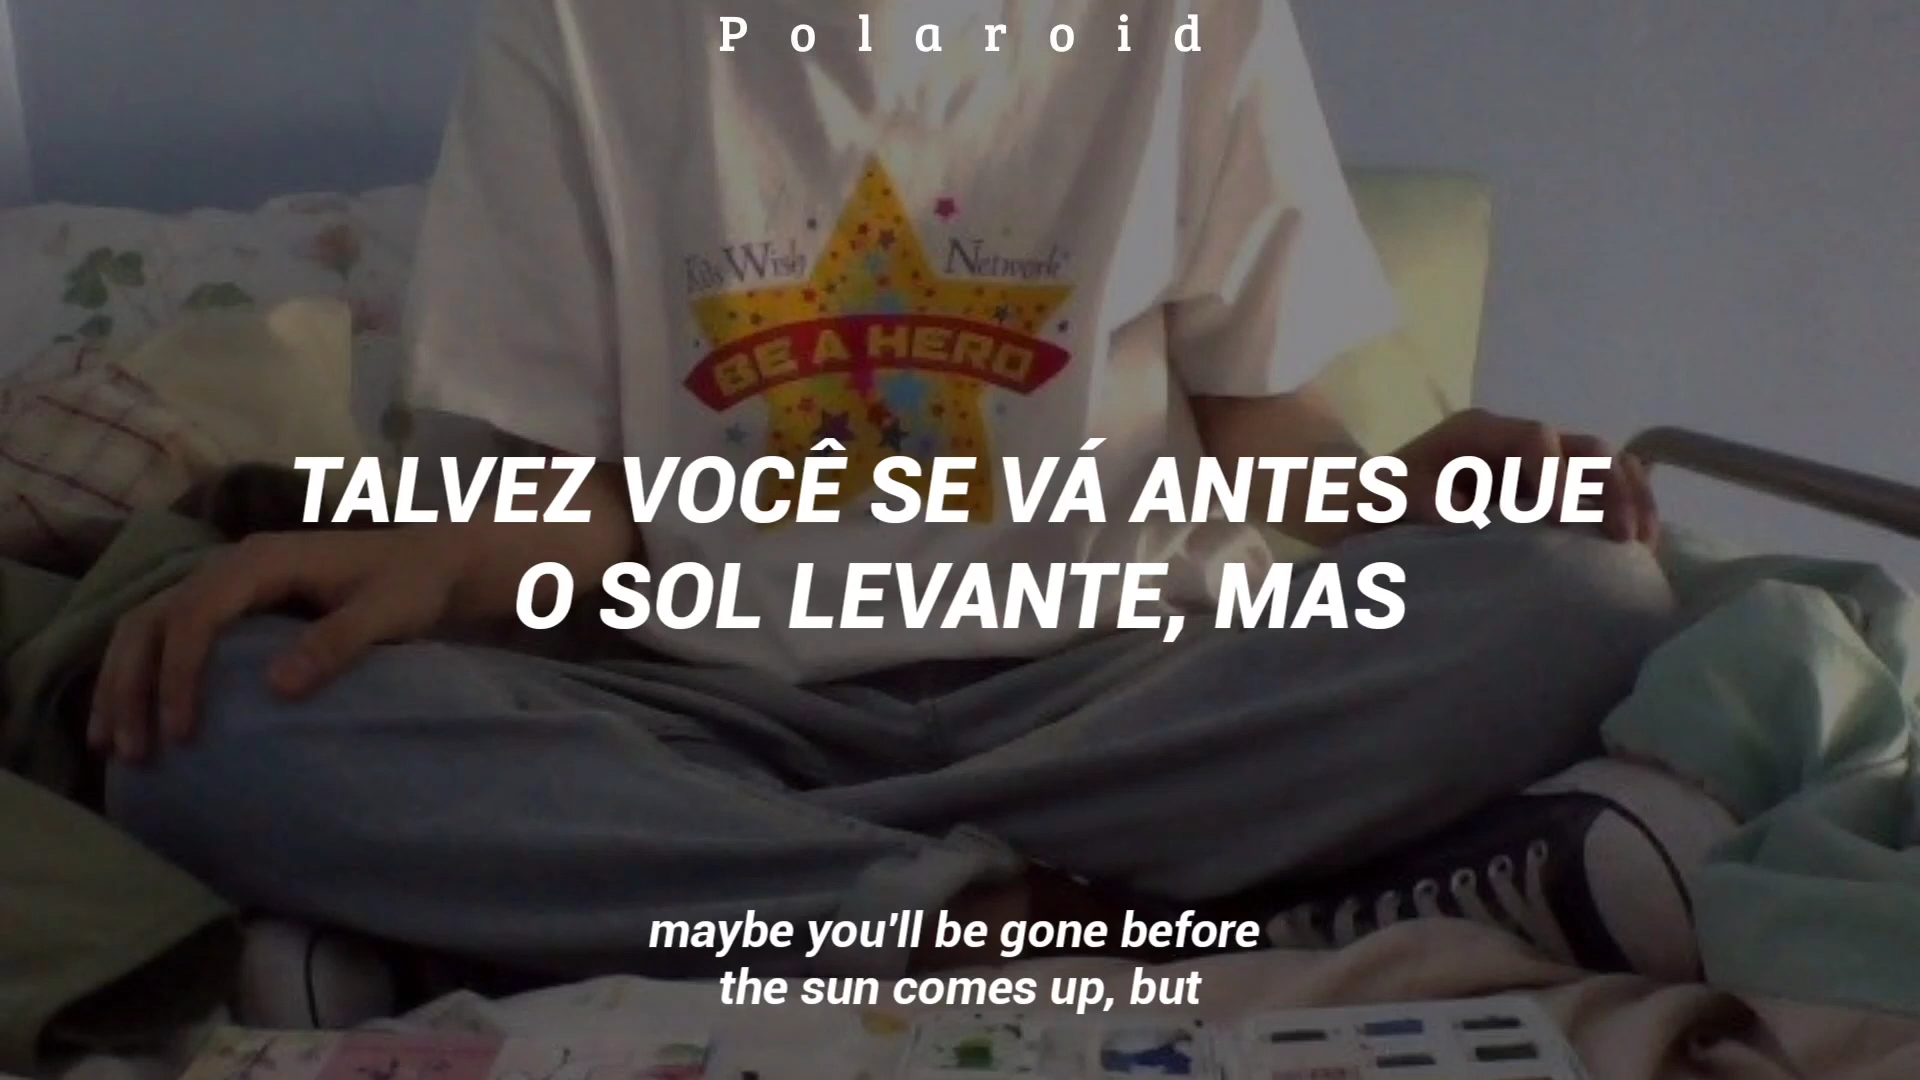 Polaroid
Kids Wish Network
BE A HERO
TALVEZ VOCÊ SE VÁ ANTES QUE
O SOL LEVANTE, MAS
maybe you'll be gone before
the sun comes up, but